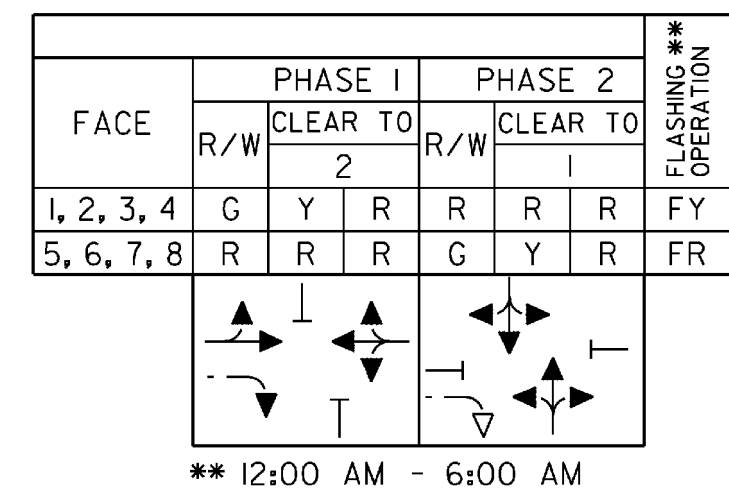 FLASHING **
OPERATION
PHASE 1 PHASE 2
FACE R/W CLEAR TO R/W CLEAR TO
2 1
1, 2, 3, 4 G Y R R R R FY
5, 6, 7, 8 R R R G Y R FR
** 12:00 AM - 6:00 AM